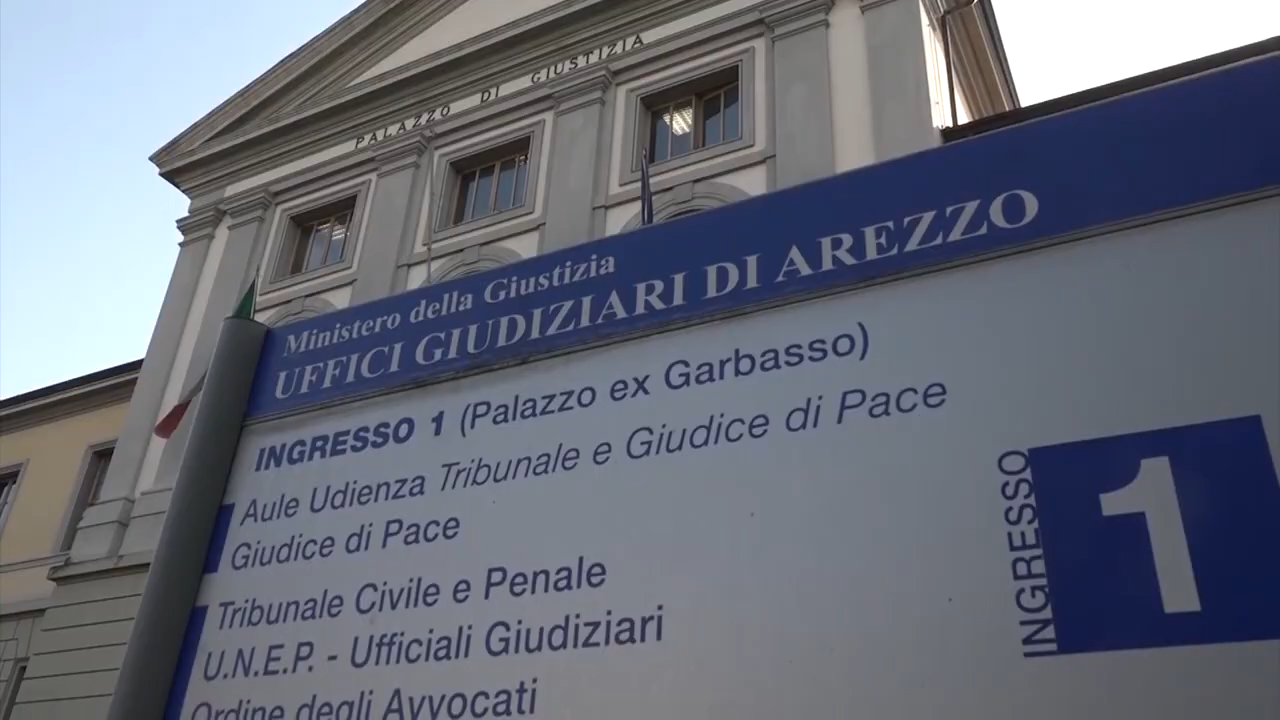 PALAZZO DI GIUSTIZIA
Ministero della Giustizia
UFFICI GIUDIZIARI DI AREZZO
INGRESSO 1 (Palazzo ex Garbasso)
Aule Udienza Tribunale e Giudice di Pace
Giudice di Pace
Tribunale Civile e Penale
U.N.E.P. - Ufficiali Giudiziari
Ordine degli Avvocati
INGRESSO
1